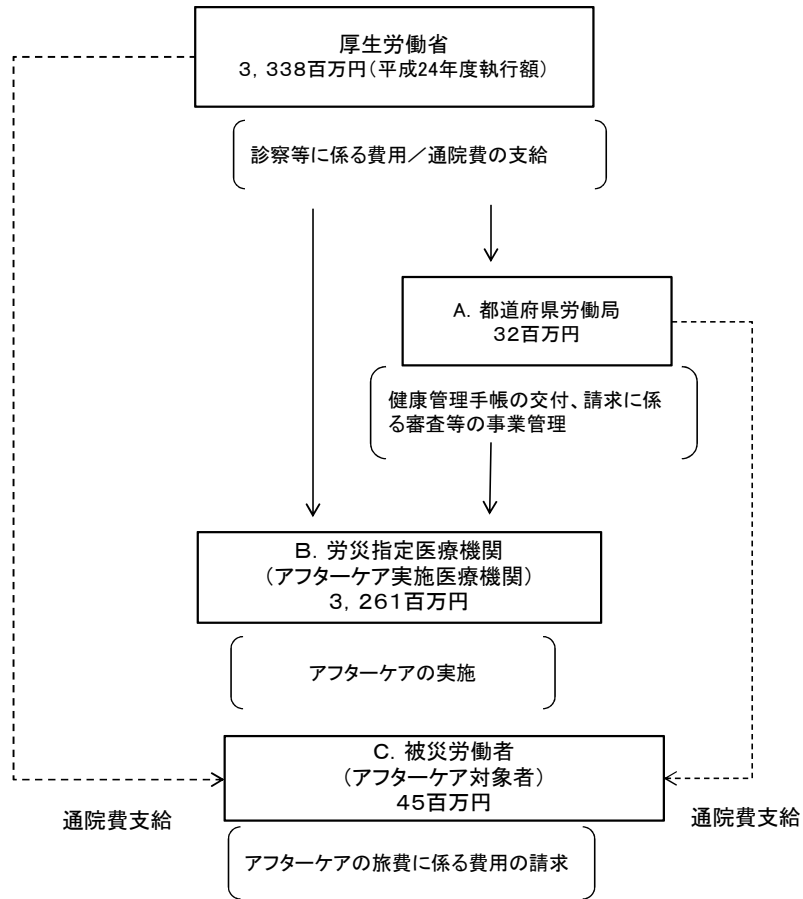 厚生労働省
3,338百万円(平成24年度執行額)
診察等に係る費用/通院費の支給
A.都道府県労働局
32百万円
健康管理手帳の交付、請求に係
る審査等の事業管理
B.労災指定医療機関
(アフターケア実施医療機関)
3,261百万円
アフターケアの実施
C.被災労働者
(アフターケア対象者)
45百万円
通院費支給
通院費支給
アフターケアの旅費に係る費用の請求